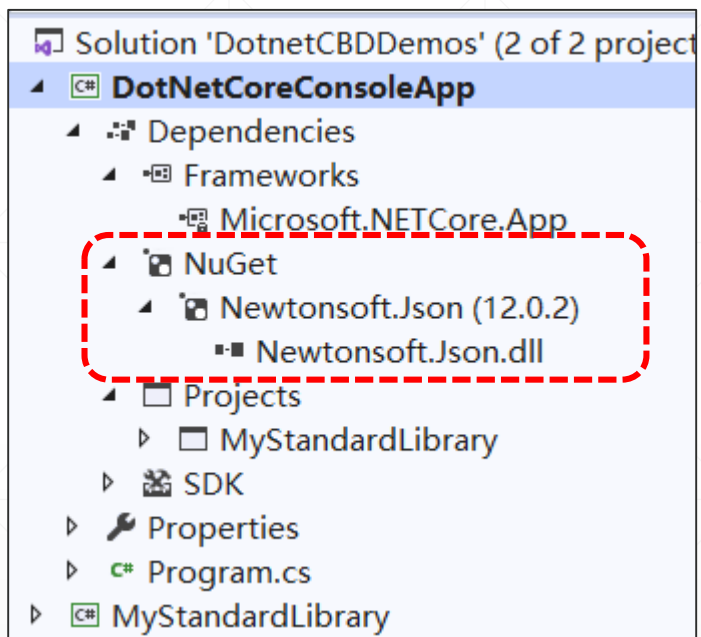 Solution 'DotnetCBDDemos' (2 of 2 project
C# DotNetCoreConsoleApp
Dependencies
Frameworks
Microsoft.NETCore.App
NuGet
Newtonsoft.Json (12.0.2)
Newtonsoft.Json.dll
Projects
MyStandardLibrary
SDK
Properties
C# Program.cs
C# MyStandardLibrary